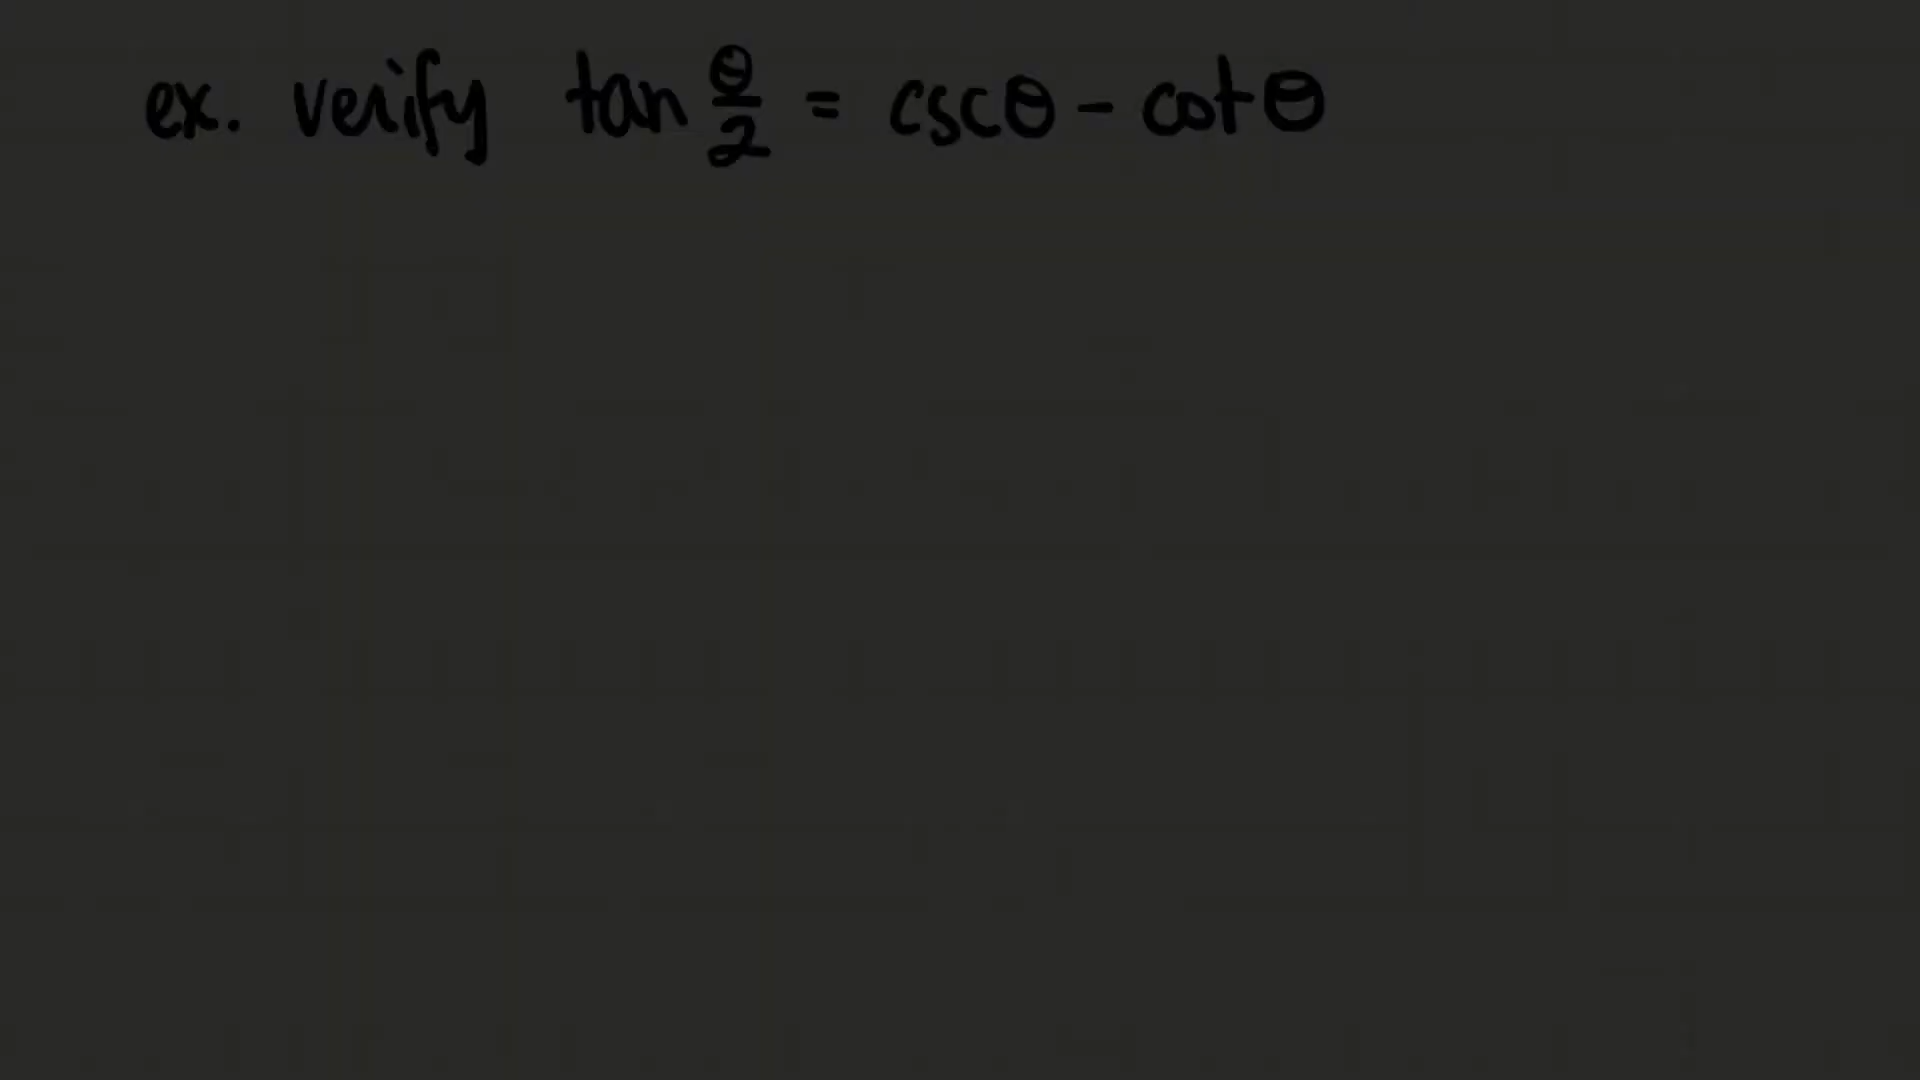 ex. verify tan θ/2 = cscθ - cotθ